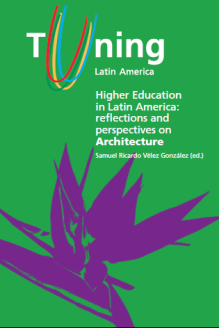 Tuning
Latin America
Higher Education
in Latin America:
reflections and
perspectives on
Architecture
Samuel Ricardo Vélez González (ed.)